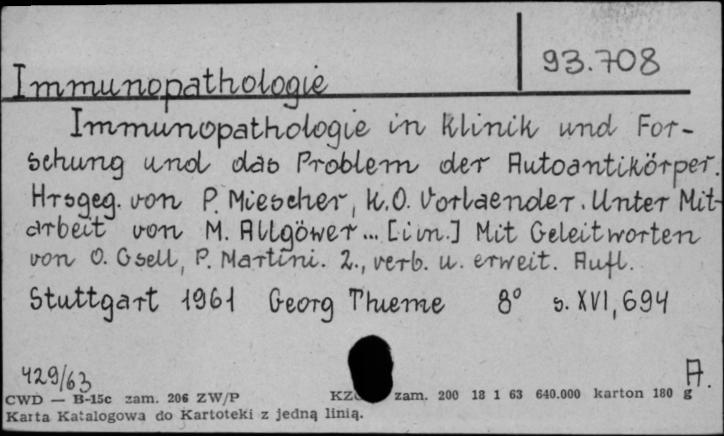 93.708
Immunopathologie
Immunopathologie in Klinik und For-
schung und das Problem der Autoantikörper.
Hrsgeg. von P. Miescher, K.O. Vorlaender. Unter Mit-
arbeit von M. Allgöwer... [i in.] Mit Geleitworten
von O. Gsell, P. Martini. 2., verb. u. erweit. Aufl.
Stuttgart 1961 Georg Thieme 8° s. XVI, 694
429/63 A.
CWD — B-15c zam. 206 ZW/P zam. 200 18 1 63 640.000 karton 180 g
Karta Katalogowa do Kartoteki z jedną linią.